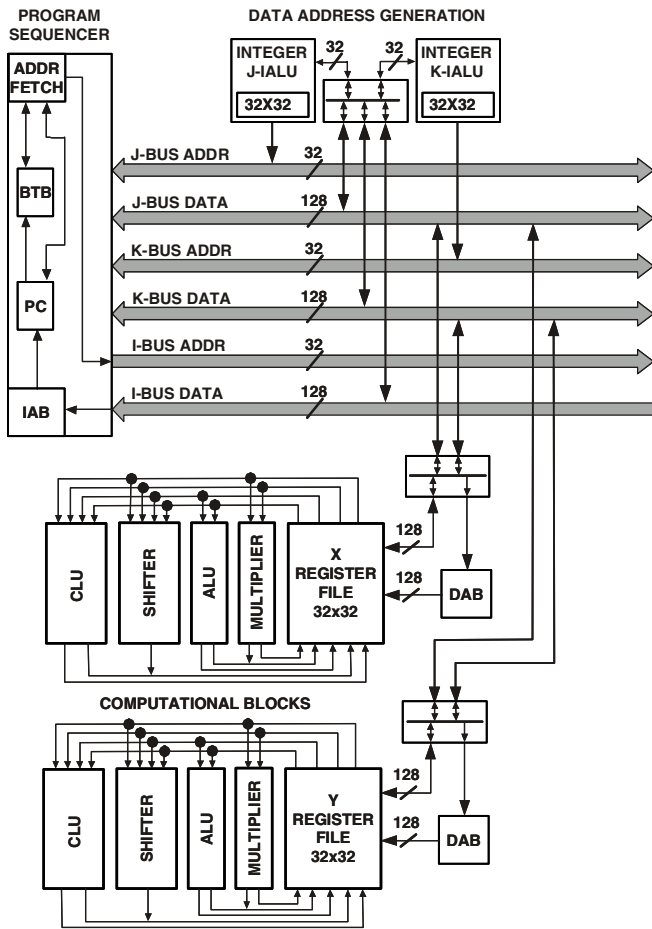 PROGRAM
SEQUENCER
DATA ADDRESS GENERATION
ADDR
FETCH
BTB
PC
IAB
INTEGER
J-IALU
32X32
32
32
INTEGER
K-IALU
32X32
J-BUS ADDR
32
J-BUS DATA
128
K-BUS ADDR
32
K-BUS DATA
128
I-BUS ADDR
32
I-BUS DATA
128
CLU
SHIFTER
ALU
MULTIPLIER
X
REGISTER
FILE
32x32
128
128
DAB
COMPUTATIONAL BLOCKS
CLU
SHIFTER
ALU
MULTIPLIER
Y
REGISTER
FILE
32x32
128
128
DAB